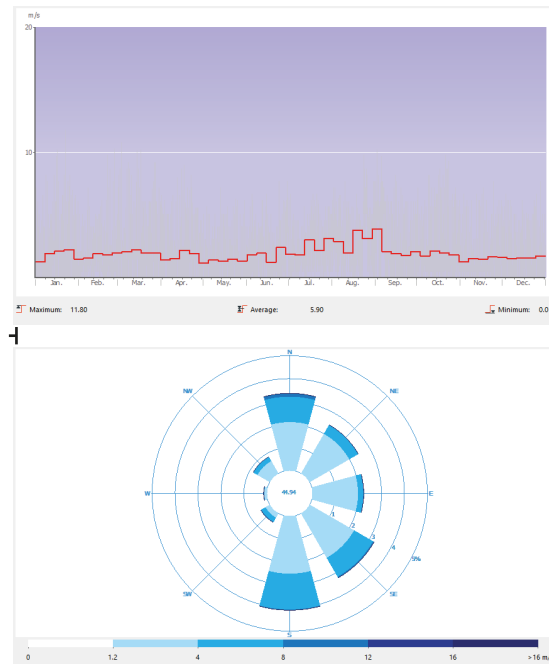 m/s
20
10
Jan. Feb. Mar. Apr. May. Jun. Jul. Aug. Sep. Oct. Nov. Dec.
Maximum: 11.80 Average: 5.90 Minimum: 0.0
N
NW NE
W 44.94 E
1
2
3
4
5%
SW SE
S
0 1.2 4 8 12 16 >16 m/